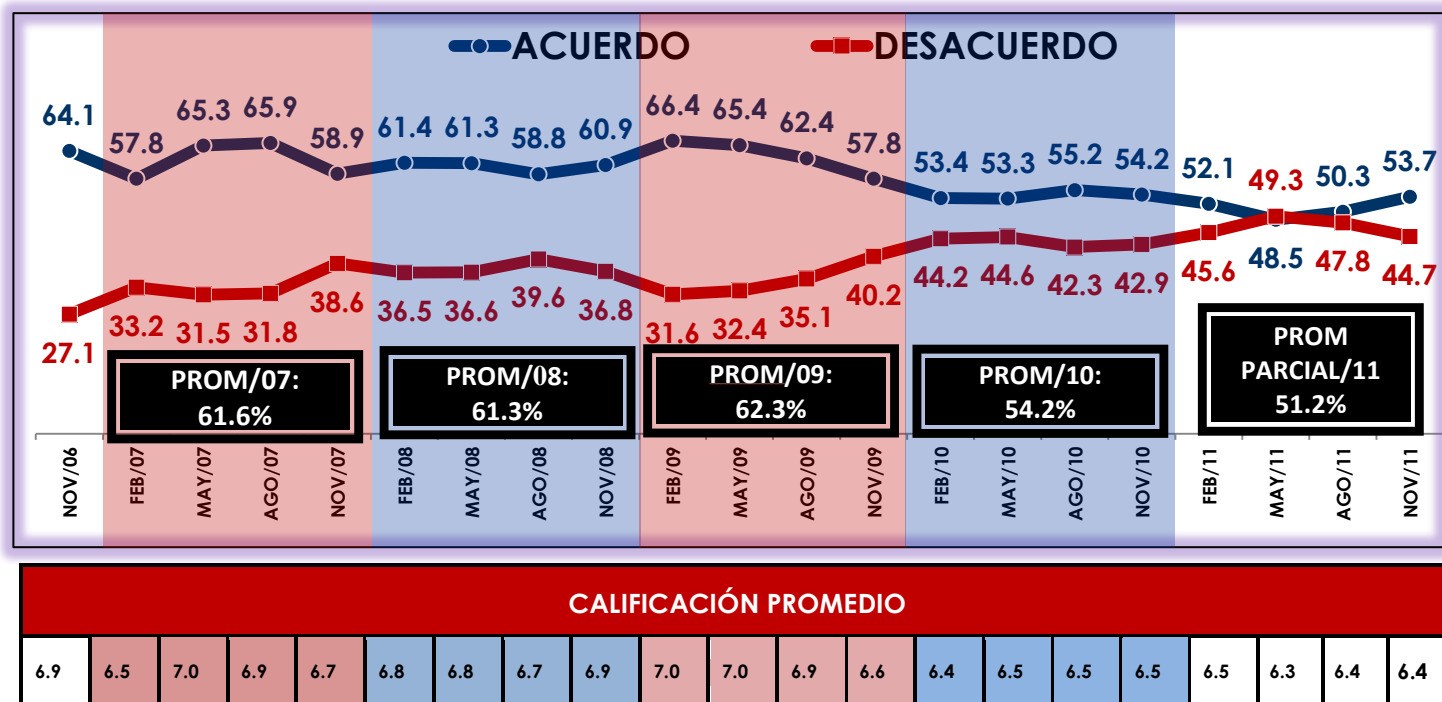 ACUERDO DESACUERDO
64.1 57.8 65.3 65.9 58.9 61.4 61.3 58.8 60.9 66.4 65.4 62.4 57.8 53.4 53.3 55.2 54.2 52.1 48.5 50.3 53.7
27.1 33.2 31.5 31.8 38.6 36.5 36.6 39.6 36.8 31.6 32.4 35.1 40.2 44.2 44.6 42.3 42.9 45.6 49.3 47.8 44.7
PROM/07:
61.6%
PROM/08:
61.3%
PROM/09:
62.3%
PROM/10:
54.2%
PROM
PARCIAL/11
51.2%
NOV/06 FEB/07 MAY/07 AGO/07 NOV/07 FEB/08 MAY/08 AGO/08 NOV/08 FEB/09 MAY/09 AGO/09 NOV/09 FEB/10 MAY/10 AGO/10 NOV/10 FEB/11 MAY/11 AGO/11 NOV/11
CALIFICACIÓN PROMEDIO
6.9 6.5 7.0 6.9 6.7 6.8 6.8 6.7 6.9 7.0 7.0 6.9 6.6 6.4 6.5 6.5 6.5 6.5 6.3 6.4 6.4